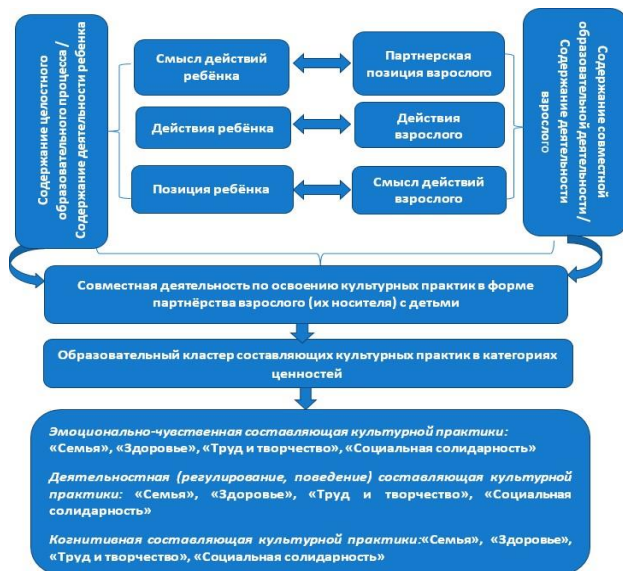 Содержание целостного
образовательного процесса /
Содержание деятельности ребенка
Смысл действий
ребёнка
Партнерская
позиция взрослого
Действия ребёнка
Действия
взрослого
Позиция ребёнка
Смысл действий
взрослого
Содержание совместной
образовательной деятельности /
Содержание деятельности
взрослого
Совместная деятельность по освоению культурных практик в форме
партнёрства взрослого (их носителя) с детьми
Образовательный кластер составляющих культурных практик в категориях
ценностей
Эмоционально-чувственная составляющая культурной практики:
«Семья», «Здоровье», «Труд и творчество», «Социальная солидарность»
Деятельностная (регулирование, поведение) составляющая культурной
практики: «Семья», «Здоровье», «Труд и творчество», «Социальная
солидарность»
Когнитивная составляющая культурной практики:«Семья», «Здоровье»,
«Труд и творчество», «Социальная солидарность»